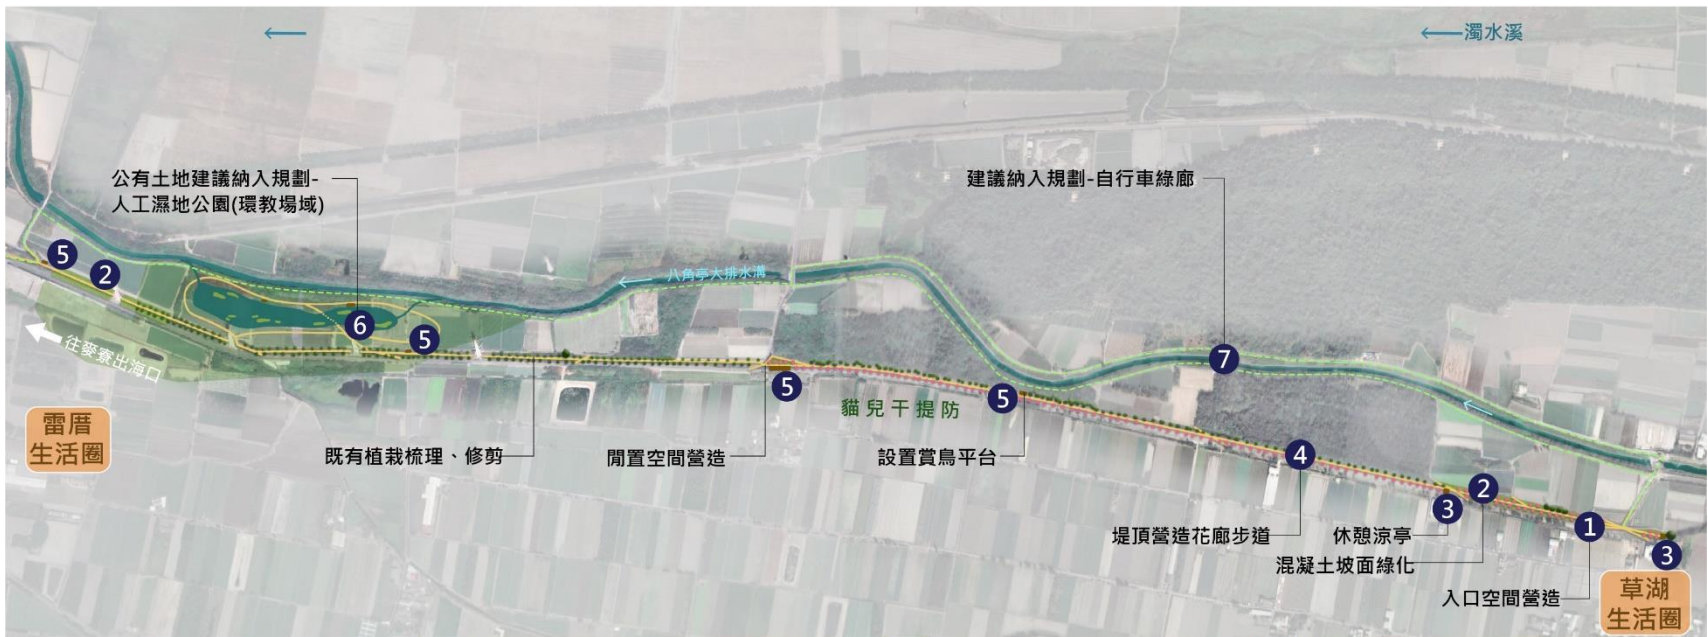 ←濁水溪
公有土地建議納入規劃-
人工濕地公園(環教場域)
建議納入規劃-自行車綠廊
5
2
八角亭大排水溝
6
5
7
往麥寮出海口
5
5
貓兒干提防
雷厝
生活圈
既有植栽梳理、修剪
閒置空間營造
設置賞鳥平台
4
2
3
1
3
堤頂營造花廊步道
休憩涼亭
混凝土坡面綠化
入口空間營造
草湖
生活圈